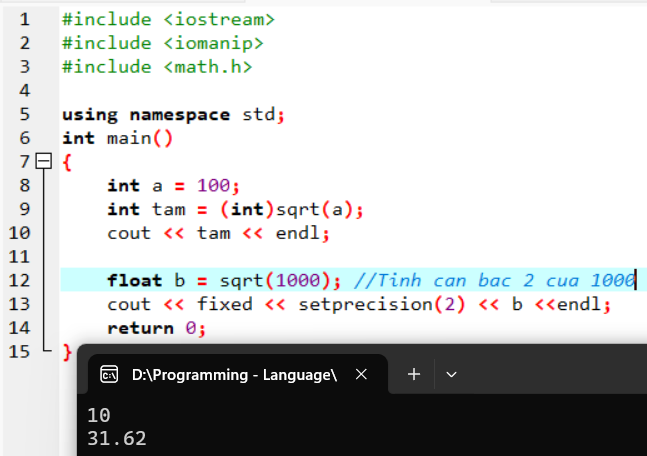 1 #include <iostream>
2 #include <iomanip>
3 #include <math.h>
4
5 using namespace std;
6 int main()
7 {
8 int a = 100;
9 int tam = (int)sqrt(a);
10 cout << tam << endl;
11
12 float b = sqrt(1000); //Tinh can bac 2 cua 1000
13 cout << fixed << setprecision(2) << b <<endl;
14 return 0;
15 }
D:\Programming - Language\
10
31.62